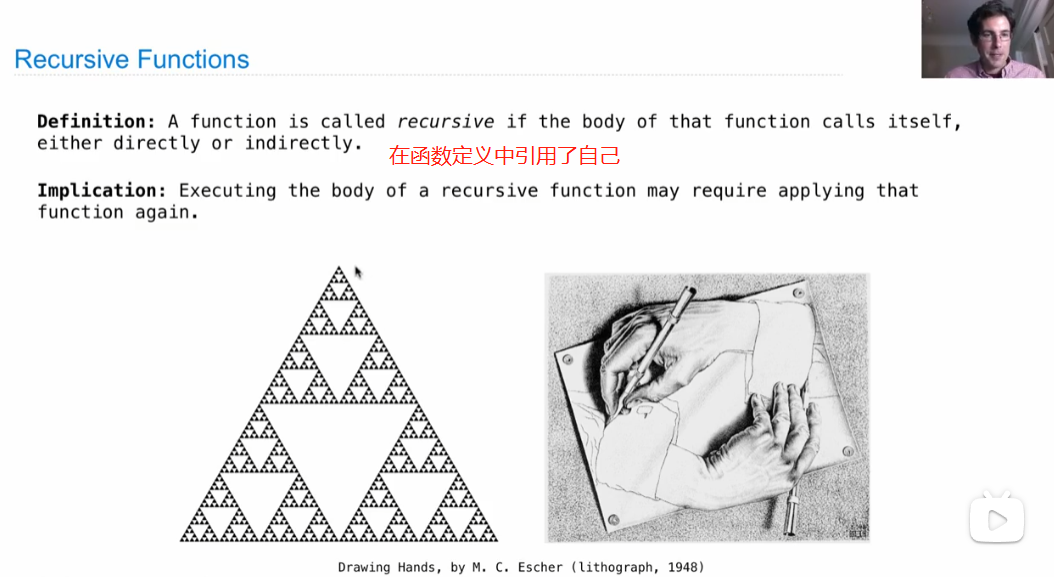 Recursive Functions
Definition: A function is called recursive if the body of that function calls itself,
either directly or indirectly.
在函数定义中引用了自己
Implication: Executing the body of a recursive function may require applying that
function again.
Drawing Hands, by M. C. Escher (lithograph, 1948)